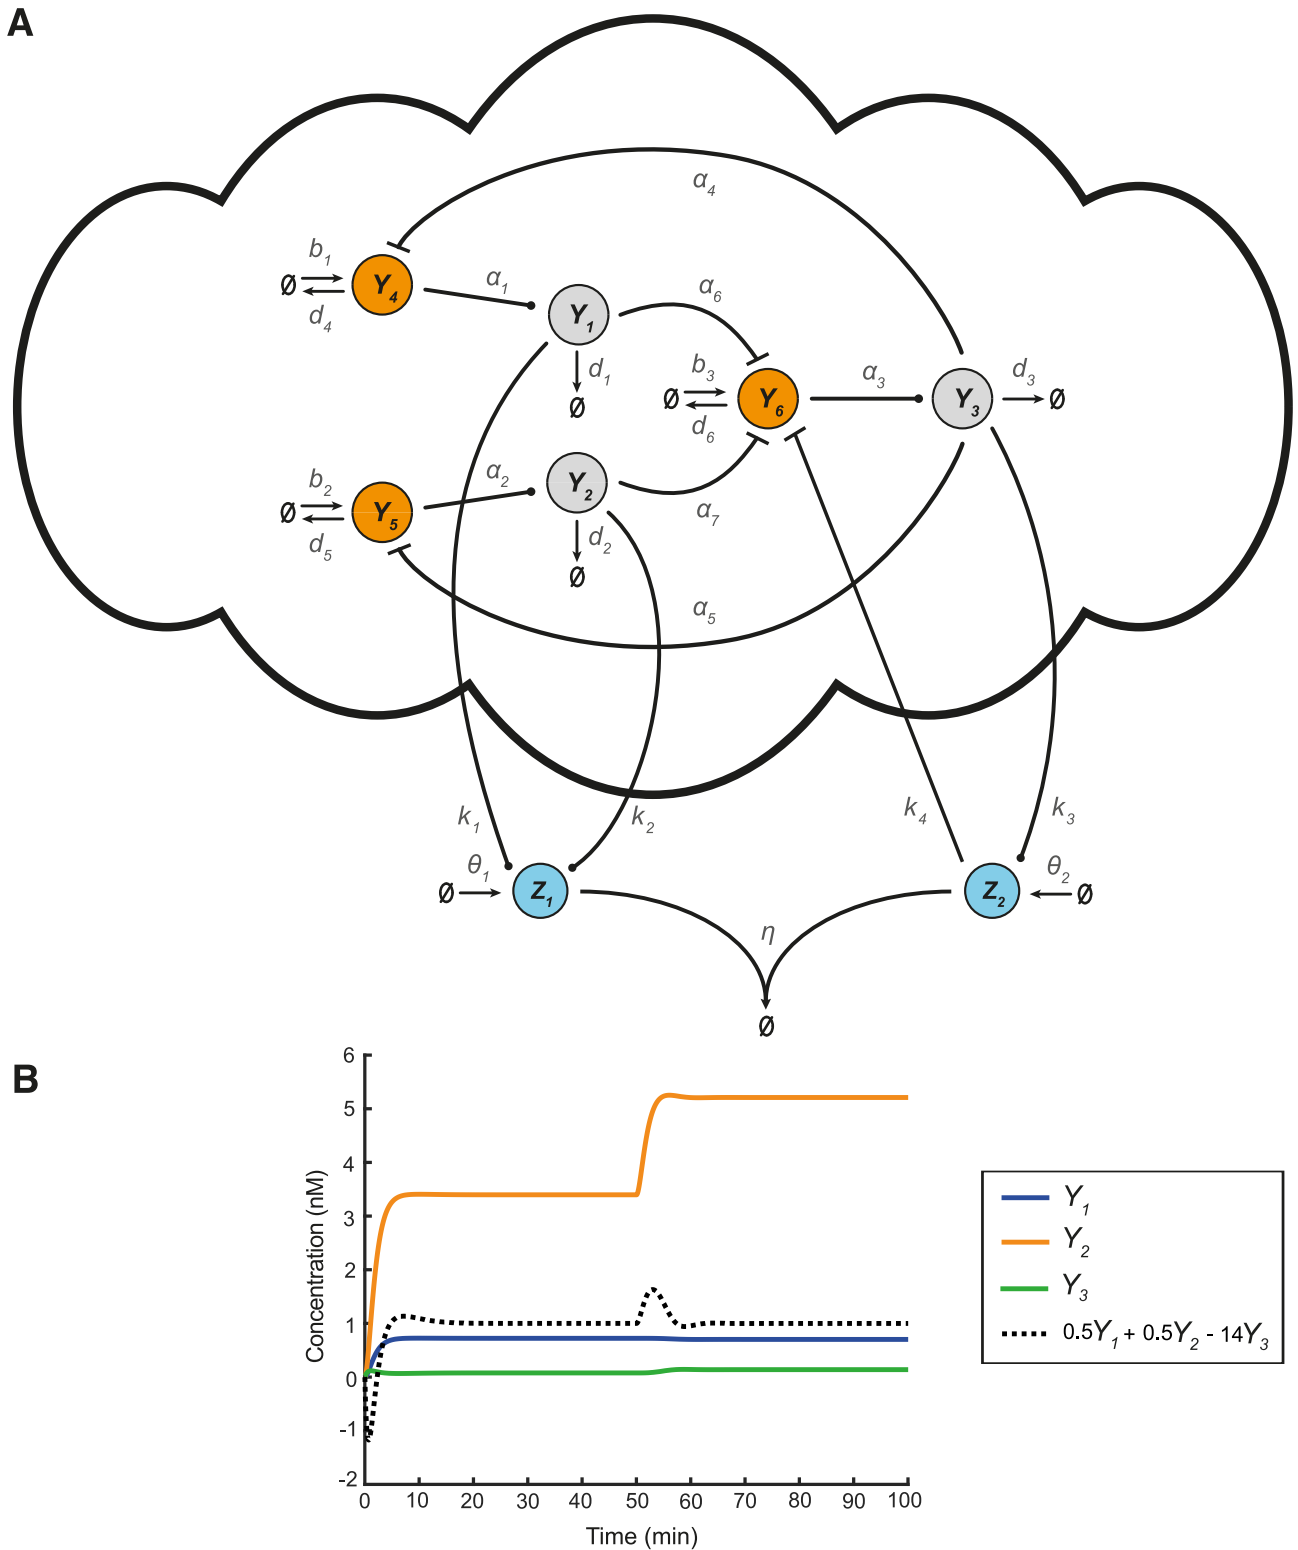 A
α4
b1
∅
Y4
d4
α1
Y1
α6
d1
∅
b3
∅
Y6
d6
α3
Y3
d3
∅
b2
∅
Y5
d5
α2
Y2
α7
d2
∅
α5
k1
k2
k4
k3
θ1
∅
Z1
Z2
θ2
∅
η
∅
B
Concentration (nM)
6
5
4
3
2
1
0
-1
-2
0 10 20 30 40 50 60 70 80 90 100
Time (min)
Y1
Y2
Y3
0.5Y1 + 0.5Y2 - 14Y3